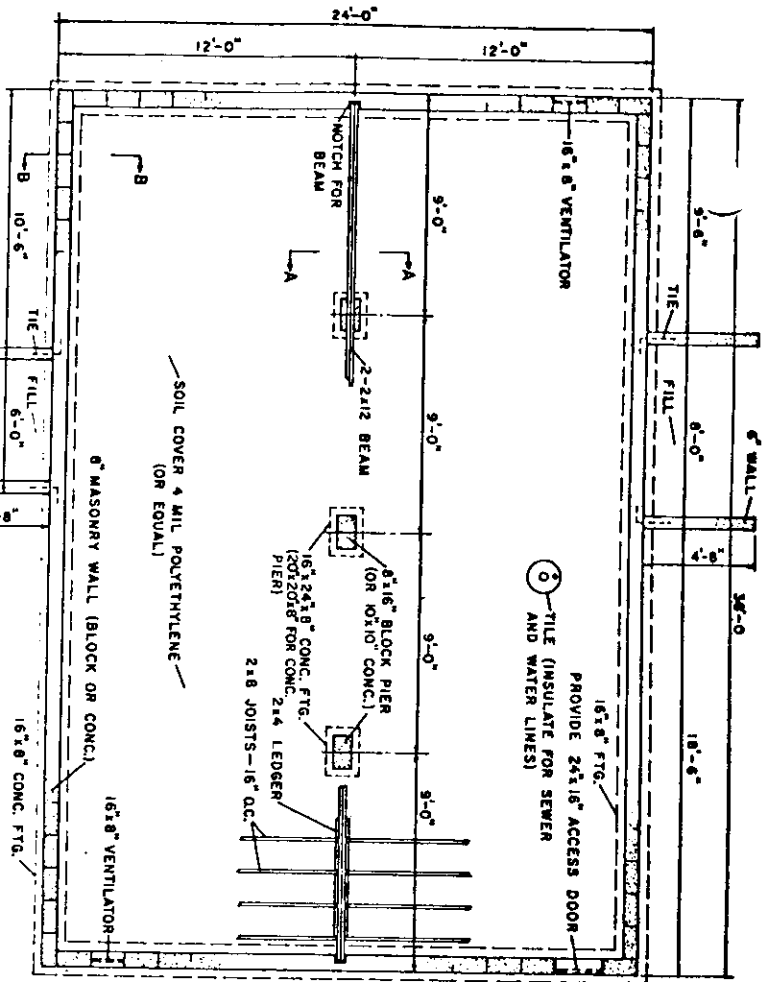 24'-0"
12'-0"
12'-0"
NOTCH FOR
BEAM
16"x 8" VENTILATOR
B
B
A
A
10'-6"
9'-0"
9'-6"
TIE
TIE
FILL
FILL
6'-0"
8'-0"
6" WALL
4'-8"
-8"
36'-0
2-2x12 BEAM
9'-0"
SOIL COVER 4 MIL POLYETHYLENE
(OR EQUAL)
8" MASONRY WALL (BLOCK OR CONC.)
8"x16" BLOCK PIER
(OR 10"x10" CONC.)
16"x24"x8" CONC. FTG.
(20"x20"x8" FOR CONC.
PIER)
9'-0"
TILE (INSULATE FOR SEWER
AND WATER LINES)
PROVIDE 24"x 16" ACCESS DOOR
16"x 8" FTG.
18'-6"
2x4 LEDGER
2x8 JOISTS-16" O.C.
9'-0"
16"x8" VENTILATOR
16"x8" CONC. FTG.